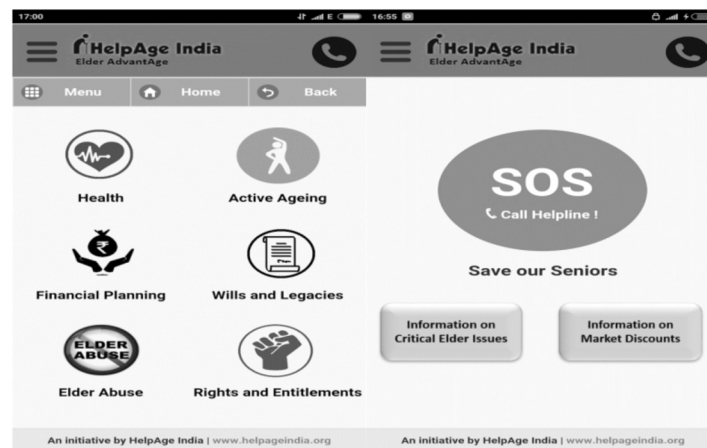 17:00
E
HelpAge India
Elder AdvantAge
Menu Home Back
Health Active Ageing
₹
Financial Planning Wills and Legacies
ELDER
ABUSE
Elder Abuse Rights and Entitlements
An initiative by HelpAge India | www.helpageindia.org
16:55
HelpAge India
Elder AdvantAge
SOS
Call Helpline !
Save our Seniors
Information on
Critical Elder Issues
Information on
Market Discounts
An initiative by HelpAge India | www.helpageindia.org